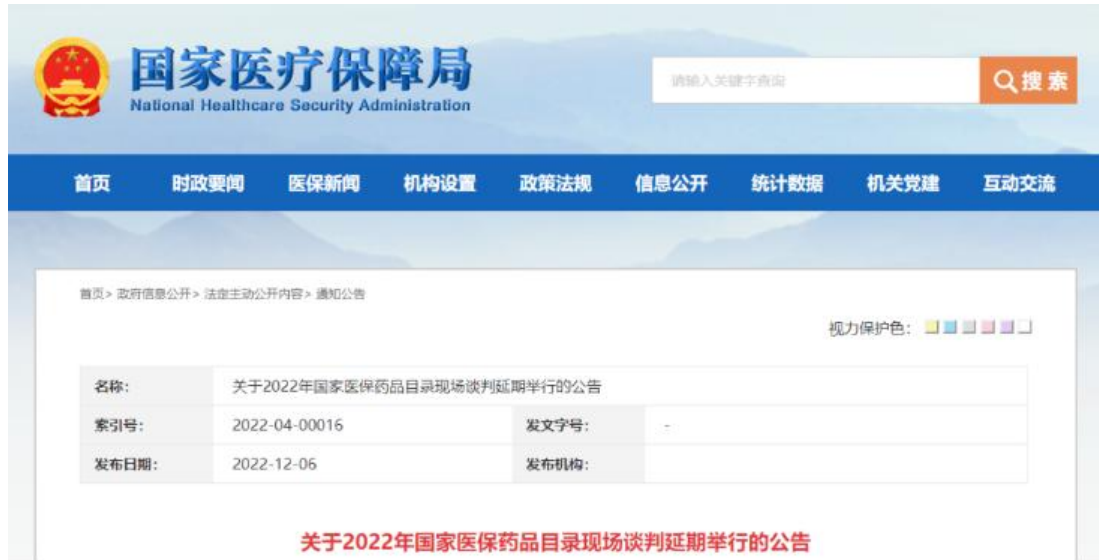 国家医疗保障局
National Healthcare Security Administration
请输入关键字查询
搜索
首页 时政要闻 医保新闻 机构设置 政策法规 信息公开 统计数据 机关党建 互动交流
首页> 政府信息公开> 法定主动公开内容> 通知公告
视力保护色：
名称： 关于2022年国家医保药品目录现场谈判延期举行的公告
索引号： 2022-04-00016 发文字号： -
发布日期： 2022-12-06 发布机构：
关于2022年国家医保药品目录现场谈判延期举行的公告